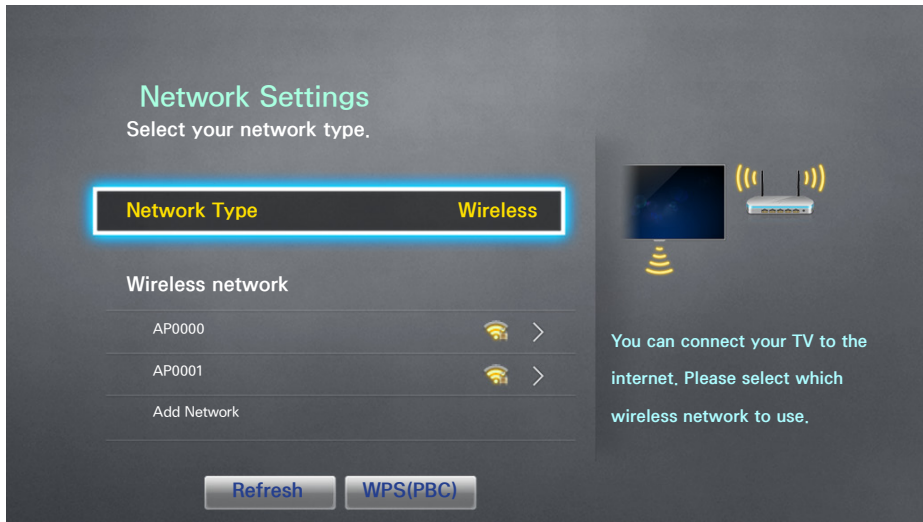 Network Settings
Select your network type.
Network Type Wireless
Wireless network
AP0000
AP0001
Add Network
You can connect your TV to the
internet. Please select which
wireless network to use.
Refresh WPS(PBC)